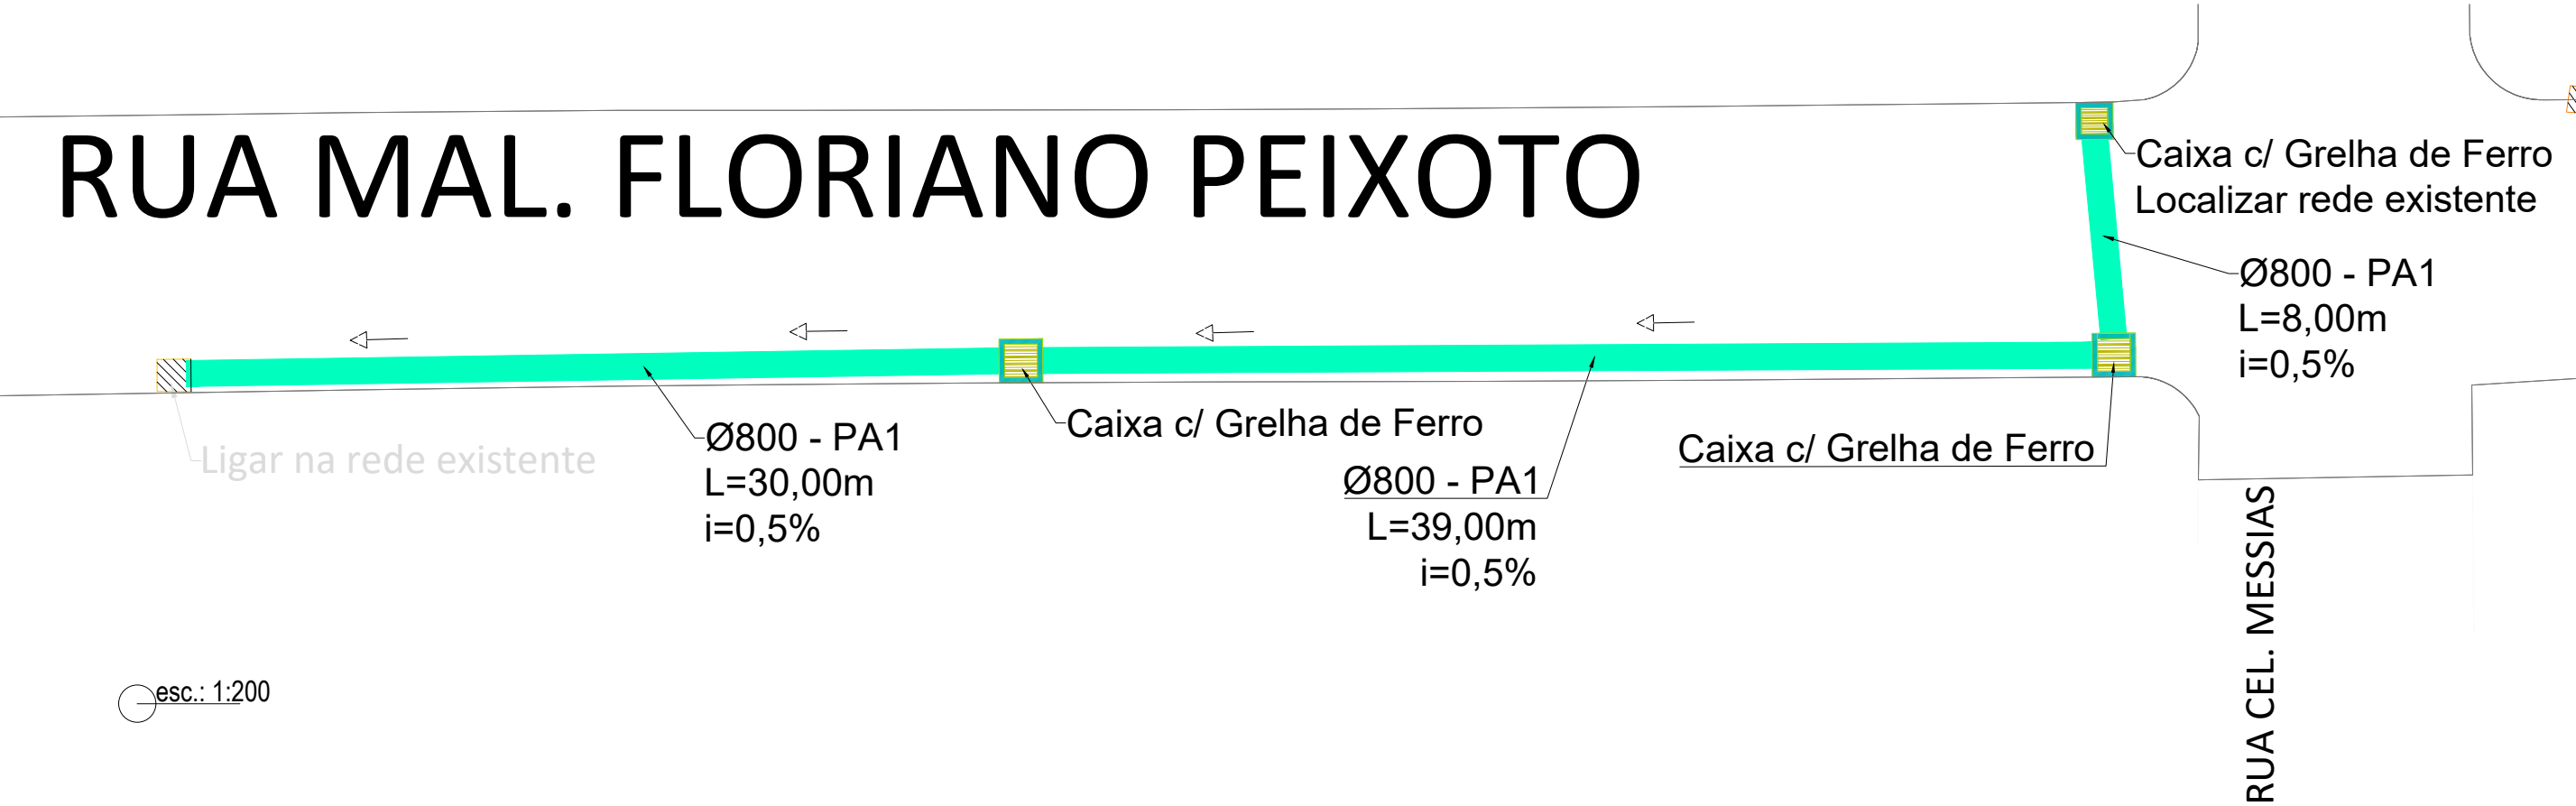 RUA MAL. FLORIANO PEIXOTO
Caixa c/ Grelha de Ferro
Localizar rede existente
Ø800 - PA1
L=8,00m
i=0,5%
Caixa c/ Grelha de Ferro
Ø800 - PA1
L=30,00m
i=0,5%
Ligar na rede existente
Caixa c/ Grelha de Ferro
Ø800 - PA1
L=39,00m
i=0,5%
RUA CEL. MESSIAS
esc.: 1:200